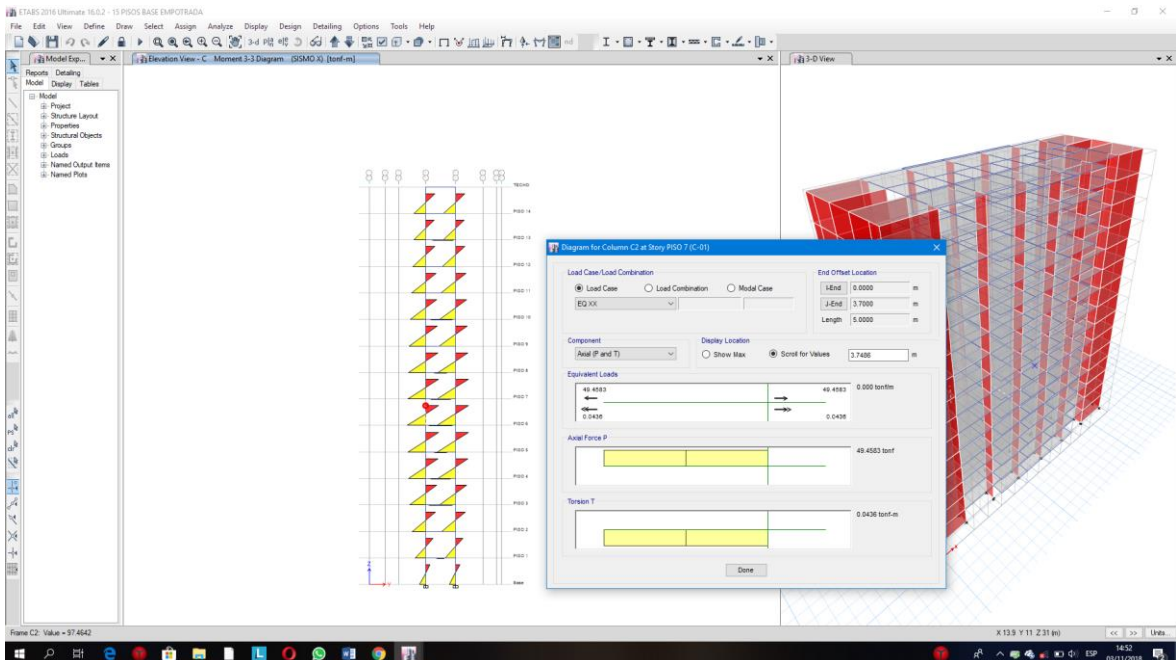 ETABS 2016 Ultimate 16.0.2 - 15 PISOS BASE EMPOTRADA
File Edit View Define Draw Select Assign Analyze Display Design Detailing Options Tools Help
Model Exp...
Elevation View - C Moment 3-3 Diagram (SISMO X) [tonf-m]
3-D View
Reports Detailing
Model Display Tables
Model
Project
Structure Layout
Properties
Structural Objects
Groups
Loads
Named Output Items
Named Plots
TECHO
PISO 14
PISO 13
PISO 12
PISO 11
PISO 10
PISO 9
PISO 8
PISO 7
PISO 6
PISO 5
PISO 4
PISO 3
PISO 2
PISO 1
Base
Diagram for Column C2 at Story PISO 7 (C-01)
Load Case/Load Combination
Load Case Load Combination Modal Case
EQ XX
End Offset Location
I-End 0.0000 m
J-End 3.7000 m
Length 5.0000 m
Component
Axial (P and T)
Display Location
Show Max Scroll for Values 3.7486 m
Equivalent Loads
49.4583 49.4583 0.000 tonf/m
0.0436 0.0436
Axial Force P
49.4583 tonf
Torsion T
0.0436 tonf-m
Done
Frame C2: Value = 97.4642
X 13.9 Y 11 Z 31 (m)
<< >> Units...
ESP
14:52
03/11/2018